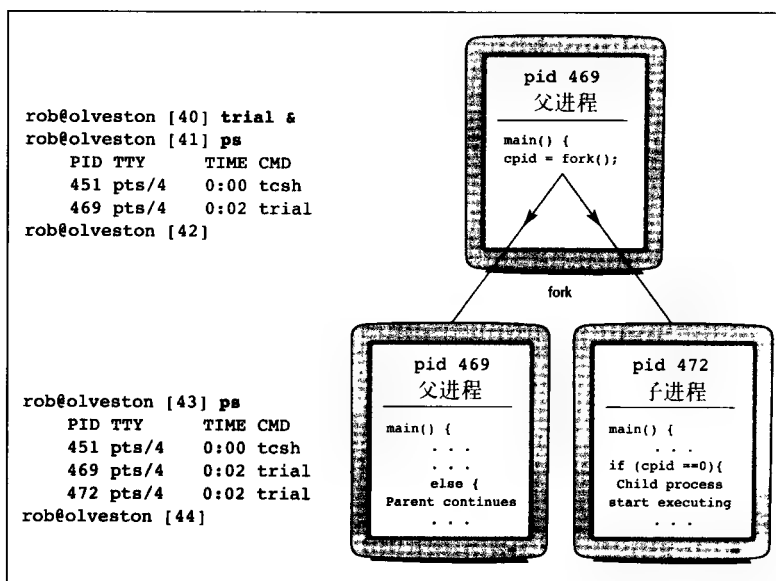 rob@olveston [40] trial &
rob@olveston [41] ps
PID TTY TIME CMD
451 pts/4 0:00 tcsh
469 pts/4 0:02 trial
rob@olveston [42]
pid 469
父进程
main() {
cpid = fork();
fork
rob@olveston [43] ps
PID TTY TIME CMD
451 pts/4 0:00 tcsh
469 pts/4 0:02 trial
472 pts/4 0:02 trial
rob@olveston [44]
pid 469
父进程
main() {
. . .
. . .
else {
Parent continues
. . .
pid 472
子进程
main() {
. . .
if (cpid ==0){
Child process
start executing
. . .